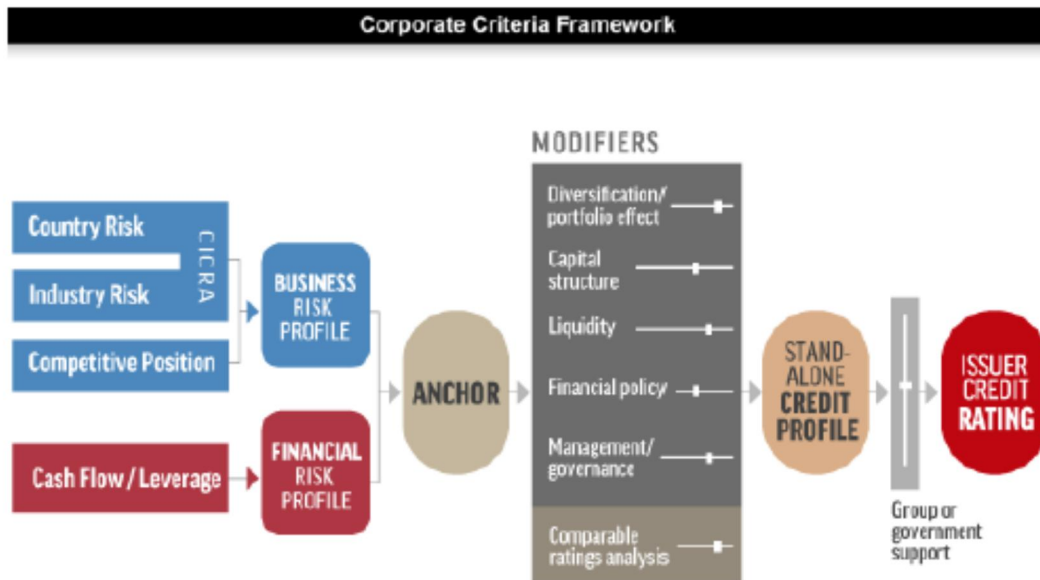 Corporate Criteria Framework
MODIFIERS
Country Risk
Industry Risk
CICRA
Competitive Position
Cash Flow / Leverage
BUSINESS
RISK
PROFILE
FINANCIAL
RISK
PROFILE
ANCHOR
Diversification/
portfolio effect
Capital
structure
Liquidity
Financial policy
Management/
governance
Comparable
ratings analysis
STAND-
ALONE
CREDIT
PROFILE
Group or
government
support
ISSUER
CREDIT
RATING